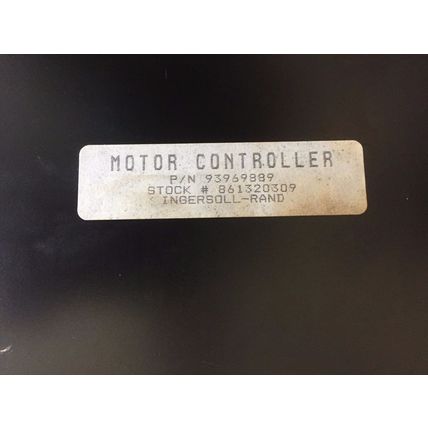 MOTOR CONTROLLER
P/N 93969889
STOCK # 861320309
INGERSOLL-RAND